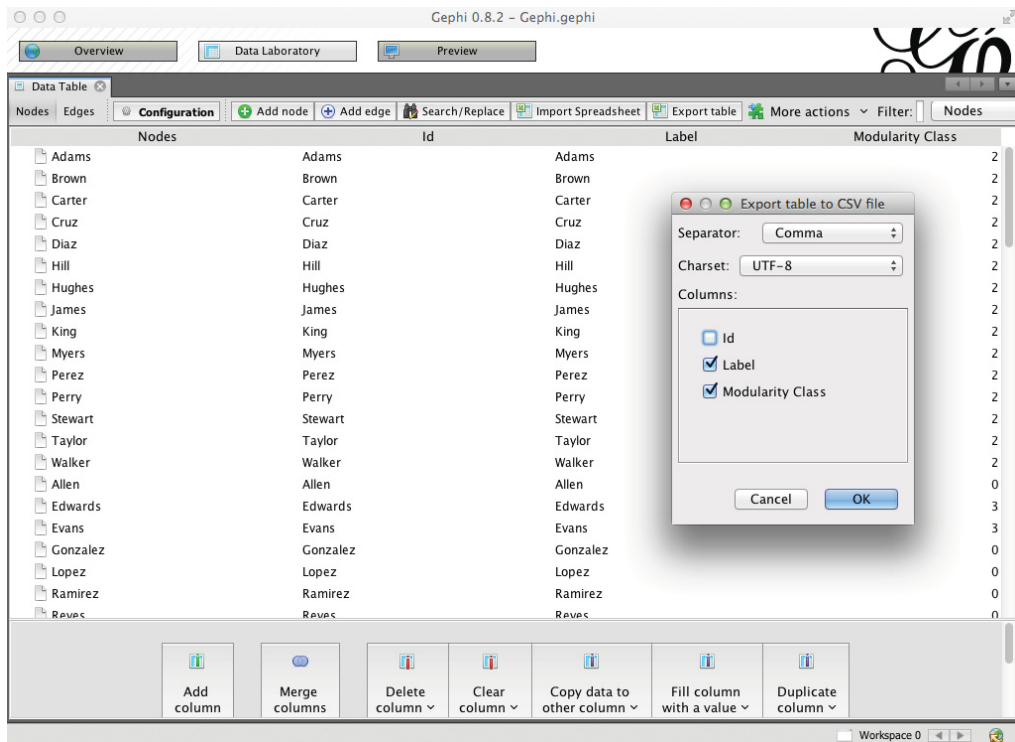 Gephi 0.8.2 – Gephi.gephi
Overview Data Laboratory Preview
Data Table
Nodes Edges Configuration Add node Add edge Search/Replace Import Spreadsheet Export table More actions Filter: Nodes
Nodes Id Label Modularity Class
Adams Adams Adams 2
Brown Brown Brown 2
Carter Carter Carter 2
Cruz Cruz Cruz 2
Diaz Diaz Diaz 2
Hill Hill Hill 2
Hughes Hughes Hughes 2
James James James 2
King King King 2
Myers Myers Myers 2
Perez Perez Perez 2
Perry Perry Perry 2
Stewart Stewart Stewart 2
Taylor Taylor Taylor 2
Walker Walker Walker 2
Allen Allen Allen 0
Edwards Edwards Edwards 3
Evans Evans Evans 3
Gonzalez Gonzalez Gonzalez 0
Lopez Lopez Lopez 0
Ramirez Ramirez Ramirez 0
Reyes Reyes Reyes 0
Export table to CSV file
Separator: Comma
Charset: UTF-8
Columns:
Id
Label
Modularity Class
Cancel OK
Add column
Merge columns
Delete column
Clear column
Copy data to other column
Fill column with a value
Duplicate column
Workspace 0